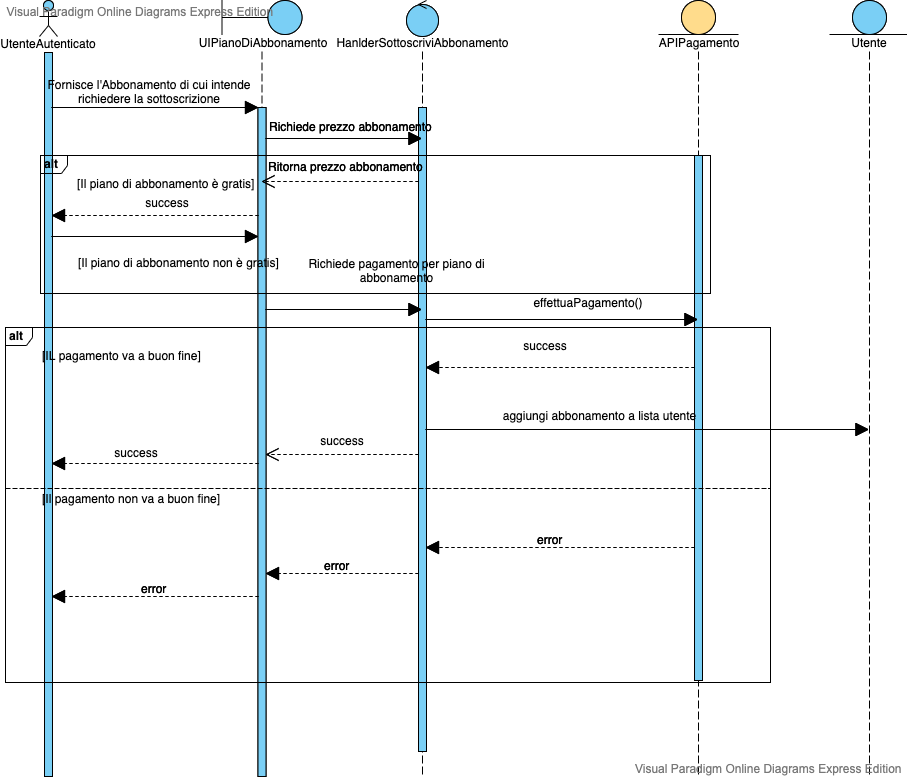 Visual Paradigm Online Diagrams Express Edition
UtenteAutenticato
UIPianoDiAbbonamento
HanlderSottoscriviAbbonamento
APIPagamento
Utente
Fornisce l'Abbonamento di cui intende
richiedere la sottoscrizione
Richiede prezzo abbonamento
alt
Ritorna prezzo abbonamento
[Il piano di abbonamento è gratis]
success
[Il piano di abbonamento non è gratis]
Richiede pagamento per piano di
abbonamento
effettuaPagamento()
alt
[IL pagamento va a buon fine]
success
aggiungi abbonamento a lista utente
success
success
[Il pagamento non va a buon fine]
error
error
error
Visual Paradigm Online Diagrams Express Edition